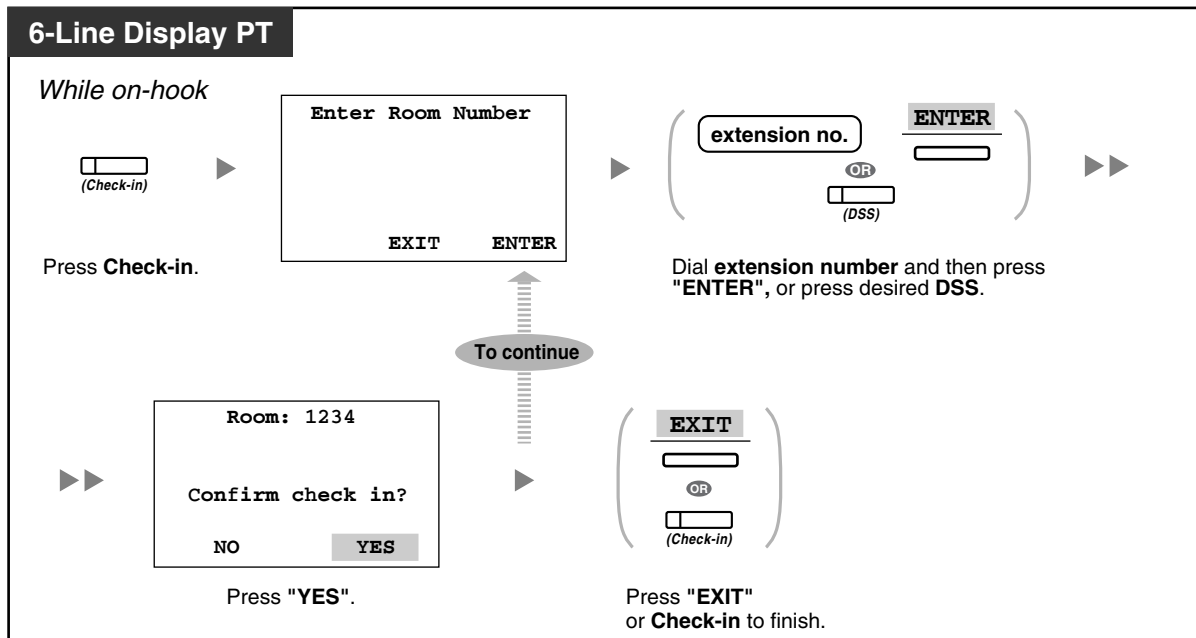 6-Line Display PT
While on-hook
(Check-in)
Press Check-in.
Enter Room Number
EXIT ENTER
extension no.
OR
(DSS)
ENTER
Dial extension number and then press
"ENTER", or press desired DSS.
To continue
Room: 1234
Confirm check in?
NO YES
Press "YES".
EXIT
OR
(Check-in)
Press "EXIT"
or Check-in to finish.